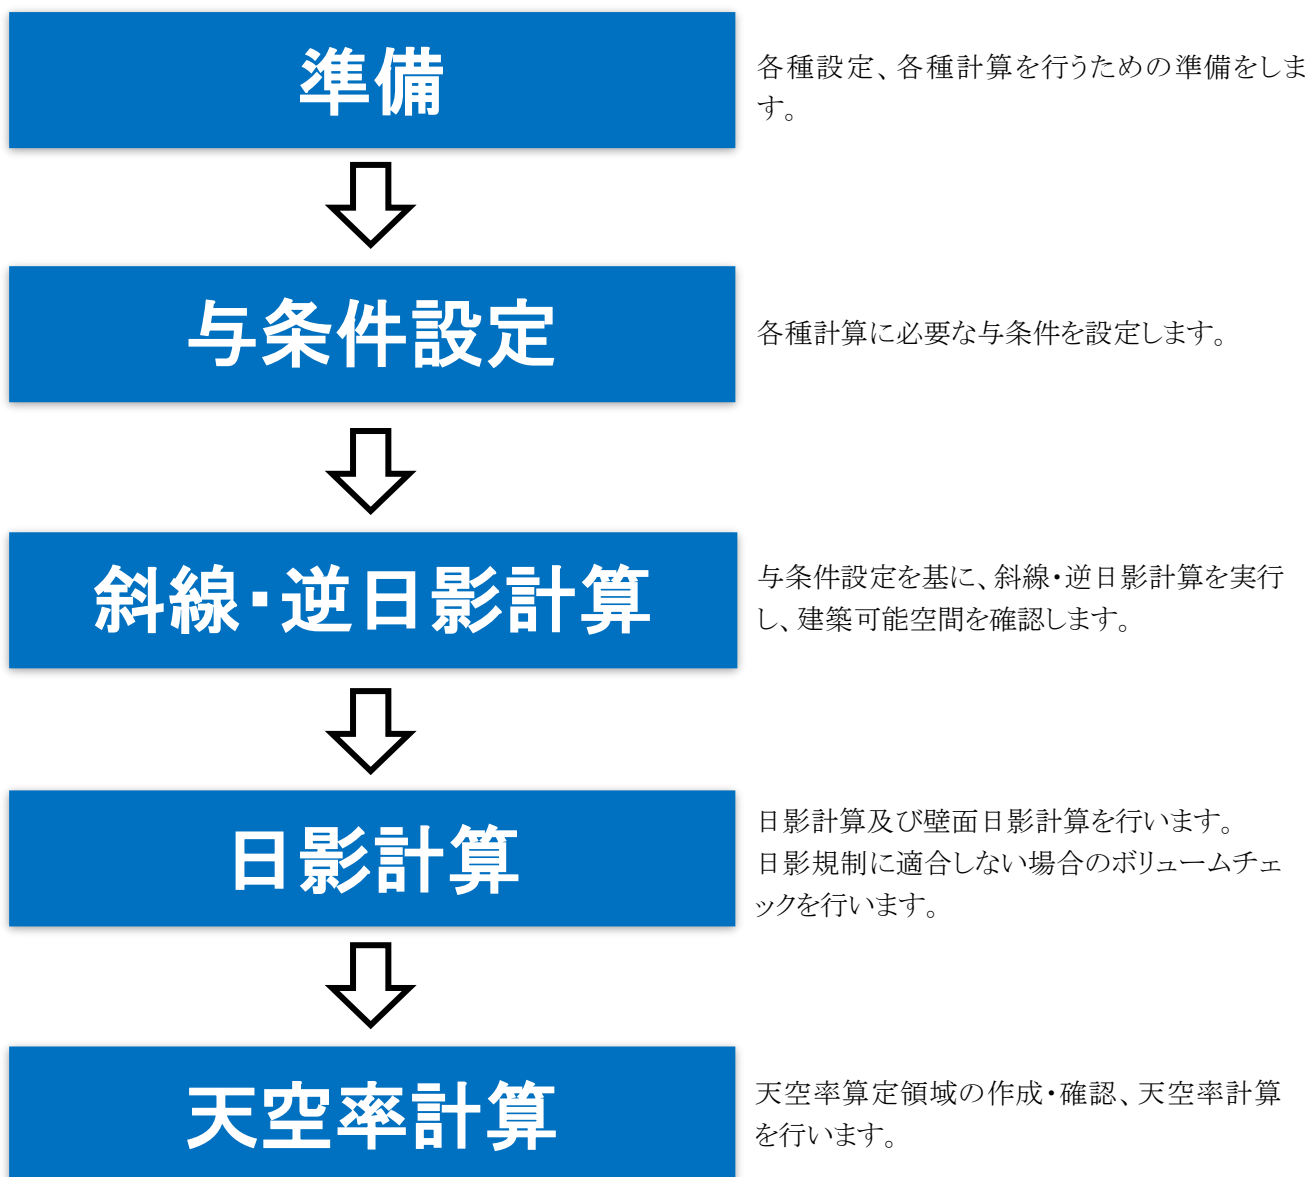 準備
各種設定、各種計算を行うための準備をしま
す。
与条件設定
各種計算に必要な与条件を設定します。
斜線・逆日影計算
与条件設定を基に、斜線・逆日影計算を実行
し、建築可能空間を確認します。
日影計算
日影計算及び壁面日影計算を行います。
日影規制に適合しない場合のボリュームチェ
ックを行います。
天空率計算
天空率算定領域の作成・確認、天空率計算
を行います。